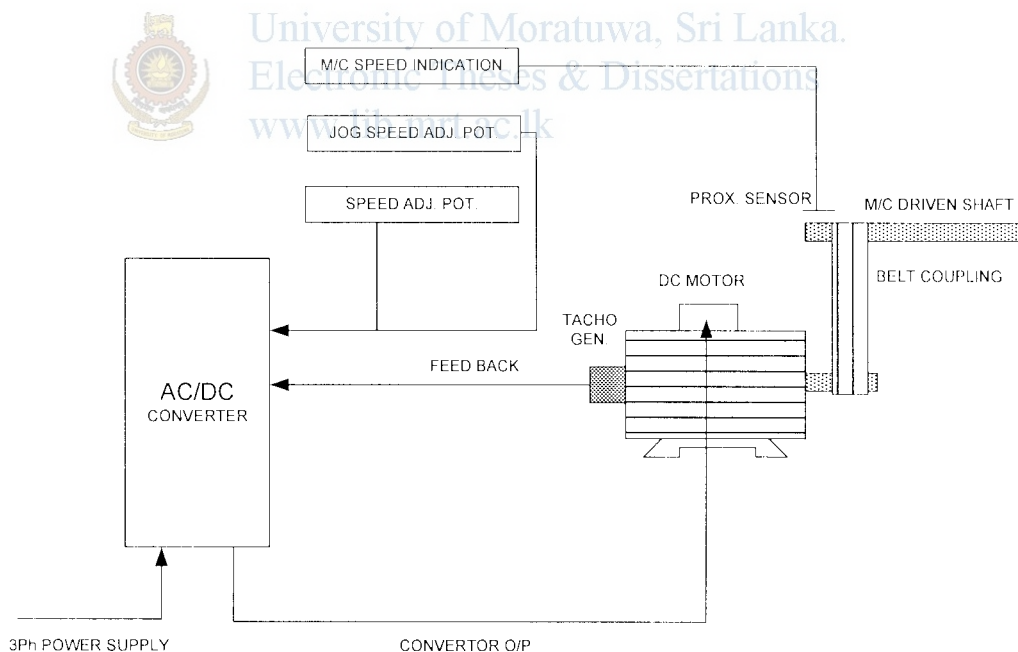 University of Moratuwa, Sri Lanka.
Electronic Theses & Dissertations
www.lib.mrt.ac.lk
M/C SPEED INDICATION
JOG SPEED ADJ. POT.
SPEED ADJ. POT.
PROX. SENSOR
M/C DRIVEN SHAFT
BELT COUPLING
DC MOTOR
TACHO
GEN.
FEED BACK
AC/DC
CONVERTER
3Ph POWER SUPPLY
CONVERTOR O/P